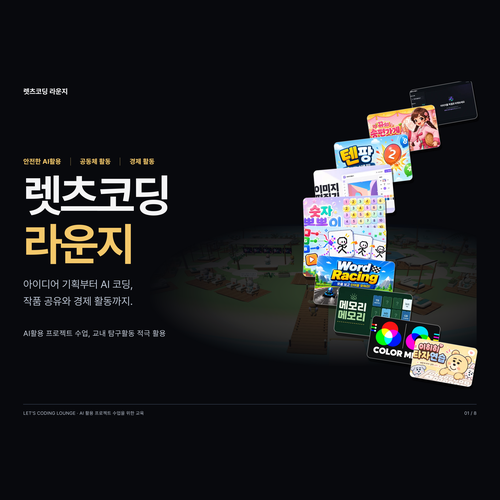 렛츠코딩 라운지
안전한 AI활용
공동체 활동
경제 활동
렛츠코딩
라운지
아이디어 기획부터 AI 코딩,
작품 공유와 경제 활동까지.
AI활용 프로젝트 수업, 교내 탐구활동 적극 활용
텐팡
2
이미지
숫자
뽀뽀이
Word
Racing
메모리
메모리
COLOR M
타자연습
LET'S CODING LOUNGE · AI 활용 프로젝트 수업을 위한 교육
01 / 8